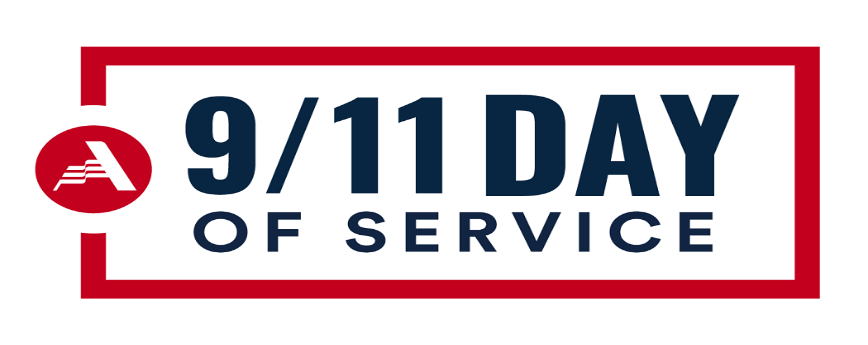 9/11 DAY
OF SERVICE